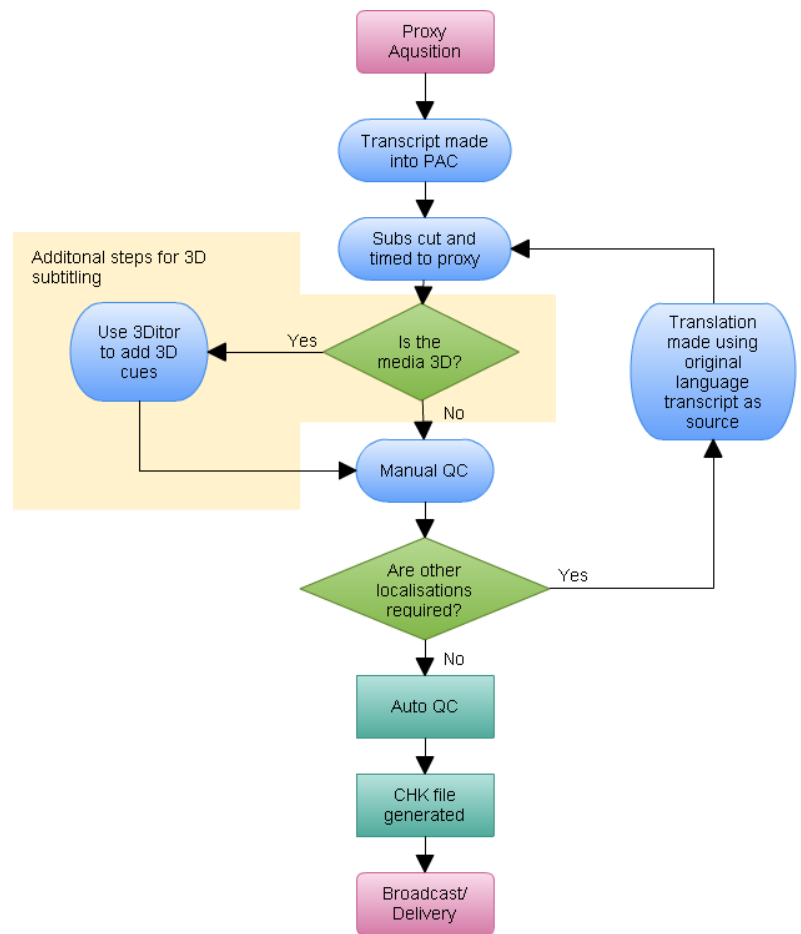 Proxy
Aqusition
Transcript made
into PAC
Subs cut and
timed to proxy
Additonal steps for 3D
subtitling
Use 3Ditor
to add 3D
cues
Yes
Is the
media 3D?
Translation
made using
original
language
transcript as
source
No
Manual QC
Are other
localisations
required?
Yes
No
Auto QC
CHK file
generated
Broadcast/
Delivery